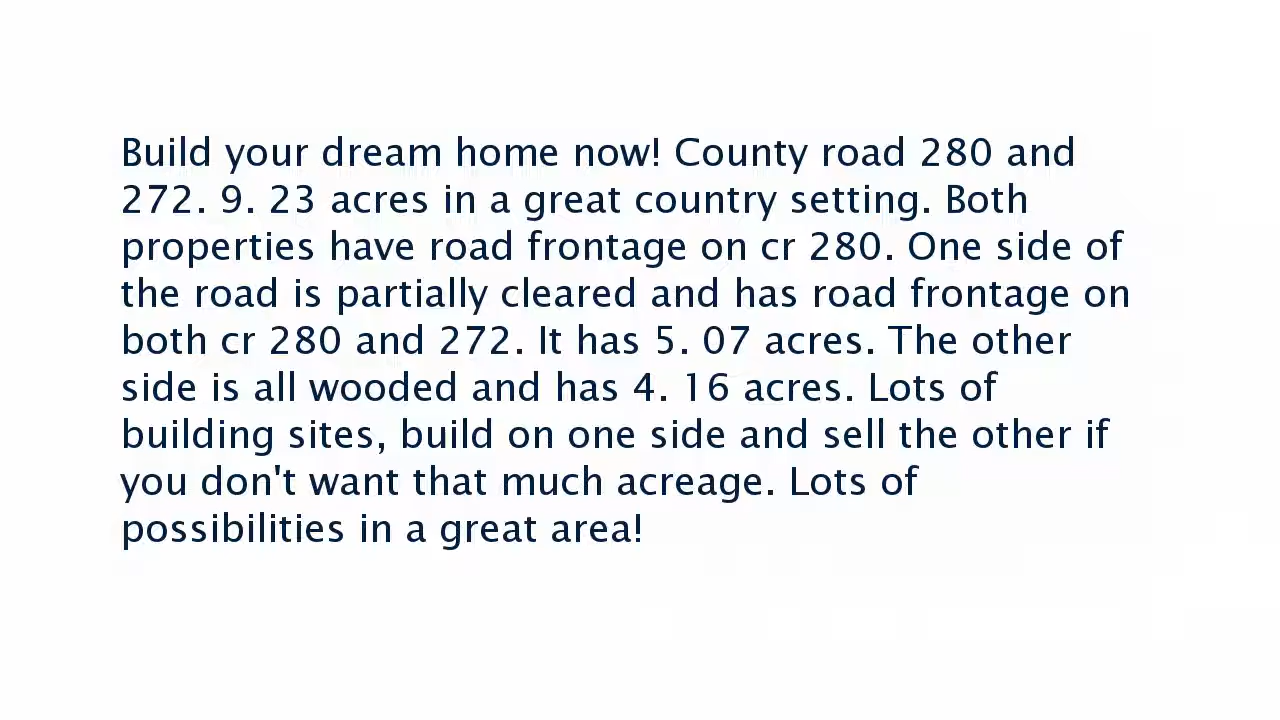 Build your dream home now! County road 280 and
272. 9. 23 acres in a great country setting. Both
properties have road frontage on cr 280. One side of
the road is partially cleared and has road frontage on
both cr 280 and 272. It has 5. 07 acres. The other
side is all wooded and has 4. 16 acres. Lots of
building sites, build on one side and sell the other if
you don't want that much acreage. Lots of
possibilities in a great area!